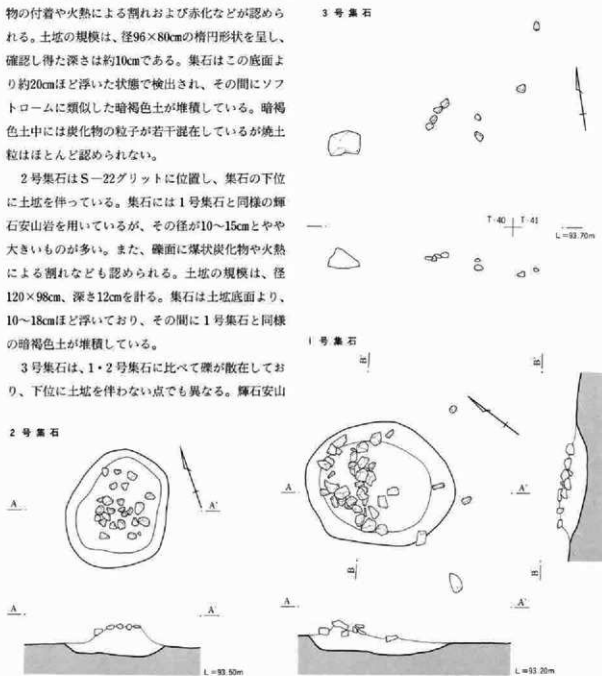 物の付着や火熱による割れおよび赤化などが認めら
れる。土坑の規模は、径96×80cmの楕円形状を呈し、
確認し得た深さは約10cmである。集石はこの底面よ
り約20cmほど浮いた状態で検出され、その間にソフ
トロームに類似した暗褐色土が堆積している。暗褐
色土中には炭化物の粒子が若干混在しているが焼土
粒はほとんど認められない。
2号集石はS－22グリットに位置し、集石の下位
に土坑を伴っている。集石には1号集石と同様の輝
石安山岩を用いているが、その径が10～15cmとやや
大きいものが多い。また、礫面に煤状炭化物や火熱
による割れなども認められる。土坑の規模は、径
120×98cm、深さ12cmを計る。集石は土坑底面より、
10～18cmほど浮いており、その間に1号集石と同様
の暗褐色土が堆積している。
3号集石は、1・2号集石に比べて礫が散在してお
り、下位に土坑を伴わない点でも異なる。輝石安山
3号集石
T-40
T-41
L=93.70m
1号集石
B'
B'
A
A'
B
B
A
A'
L=93.20m
2号集石
A
A'
A
A'
L=93.50m